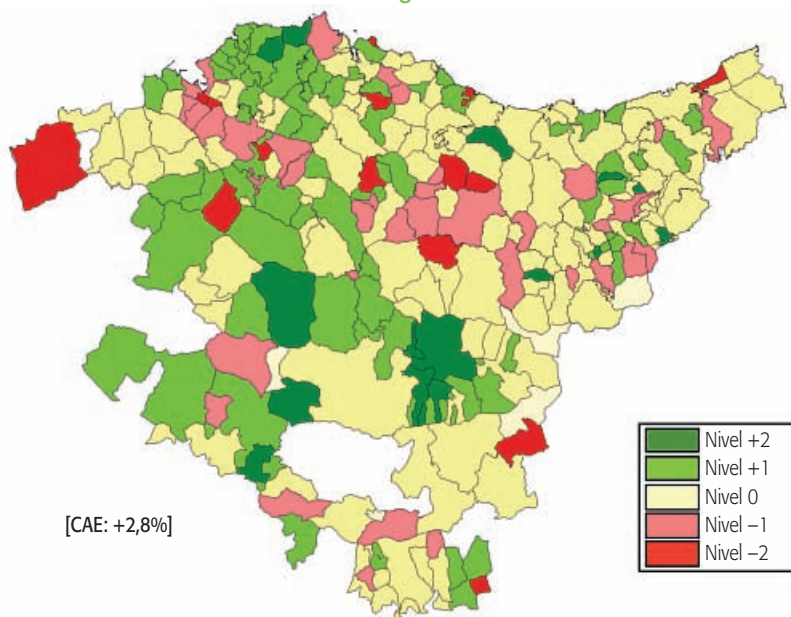 Nivel +2
Nivel +1
Nivel 0
Nivel –1
Nivel –2
[CAE: +2,8%]